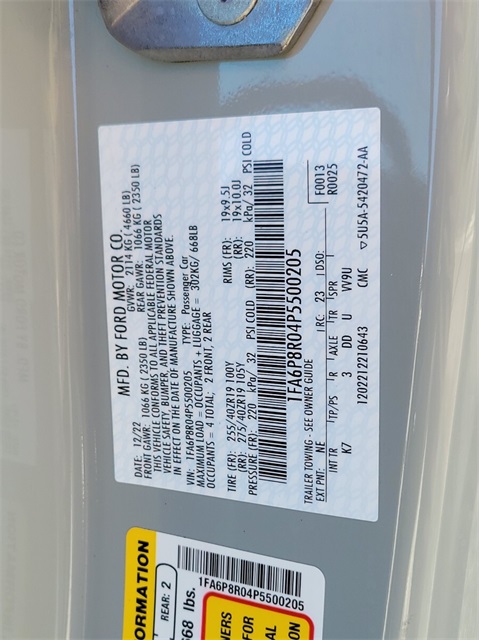 MFD. BY FORD MOTOR CO.
DATE: 12/22 GVWR: 2114 KG (4660 LB)
FRONT GAWR: 1066 KG (2350 LB) REAR GAWR: 1066 KG (2350 LB)
THIS VEHICLE CONFORMS TO ALL APPLICABLE FEDERAL MOTOR
VEHICLE SAFETY, BUMPER, AND THEFT PREVENTION STANDARDS
IN EFFECT ON THE DATE OF MANUFACTURE SHOWN ABOVE.
VIN: 1FA6P8R04P5500205 TYPE: Passenger Car
MAXIMUM LOAD = OCCUPANTS + LUGGAGE = 302KG/ 668LB
OCCUPANTS = 4 TOTAL; 2 FRONT, 2 REAR
TIRE (FR): 255/40ZR19 100Y RIMS (FR): 19x9.5J
(RR): 275/40ZR19 105Y (RR): 19x10.0J
PRESSURE (FR): 220 kPa/ 32 PSI COLD (RR): 220 kPa/ 32 PSI COLD
1FA6P8R04P5500205
TRAILER TOWING - SEE OWNER GUIDE F0013
EXT PNT: NE RC: 23 DSO: R0025
INT TR TP/PS R AXLE TR SPR
K7 3 DD U VV9U
12022122210643 CMC 5U5A-5420472-AA
FORMATION
REAR: 2
668 lbs.
1FA6P8R04P5500205